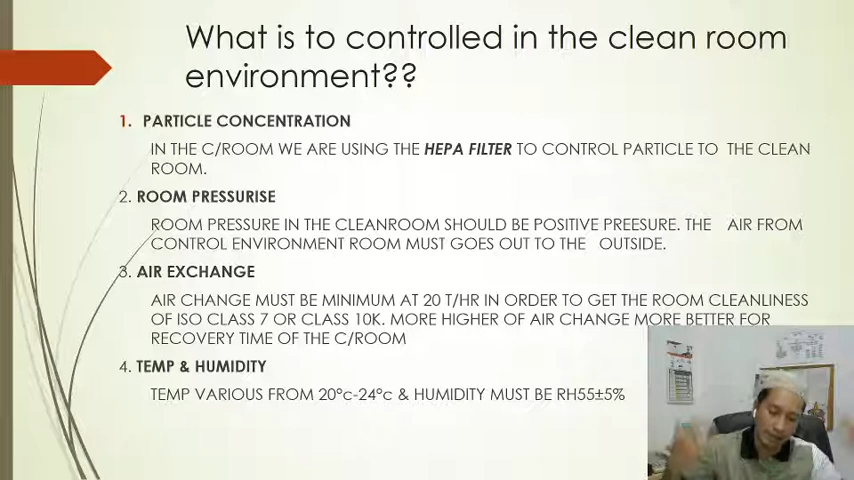 What is to controlled in the clean room
environment??
1. PARTICLE CONCENTRATION
IN THE C/ROOM WE ARE USING THE HEPA FILTER TO CONTROL PARTICLE TO THE CLEAN
ROOM.
2. ROOM PRESSURISE
ROOM PRESSURE IN THE CLEANROOM SHOULD BE POSITIVE PREESURE. THE AIR FROM
CONTROL ENVIRONMENT ROOM MUST GOES OUT TO THE OUTSIDE.
3. AIR EXCHANGE
AIR CHANGE MUST BE MINIMUM AT 20 T/HR IN ORDER TO GET THE ROOM CLEANLINESS
OF ISO CLASS 7 OR CLASS 10K. MORE HIGHER OF AIR CHANGE MORE BETTER FOR
RECOVERY TIME OF THE C/ROOM
4. TEMP & HUMIDITY
TEMP VARIOUS FROM 20°c-24°c & HUMIDITY MUST BE RH55±5%